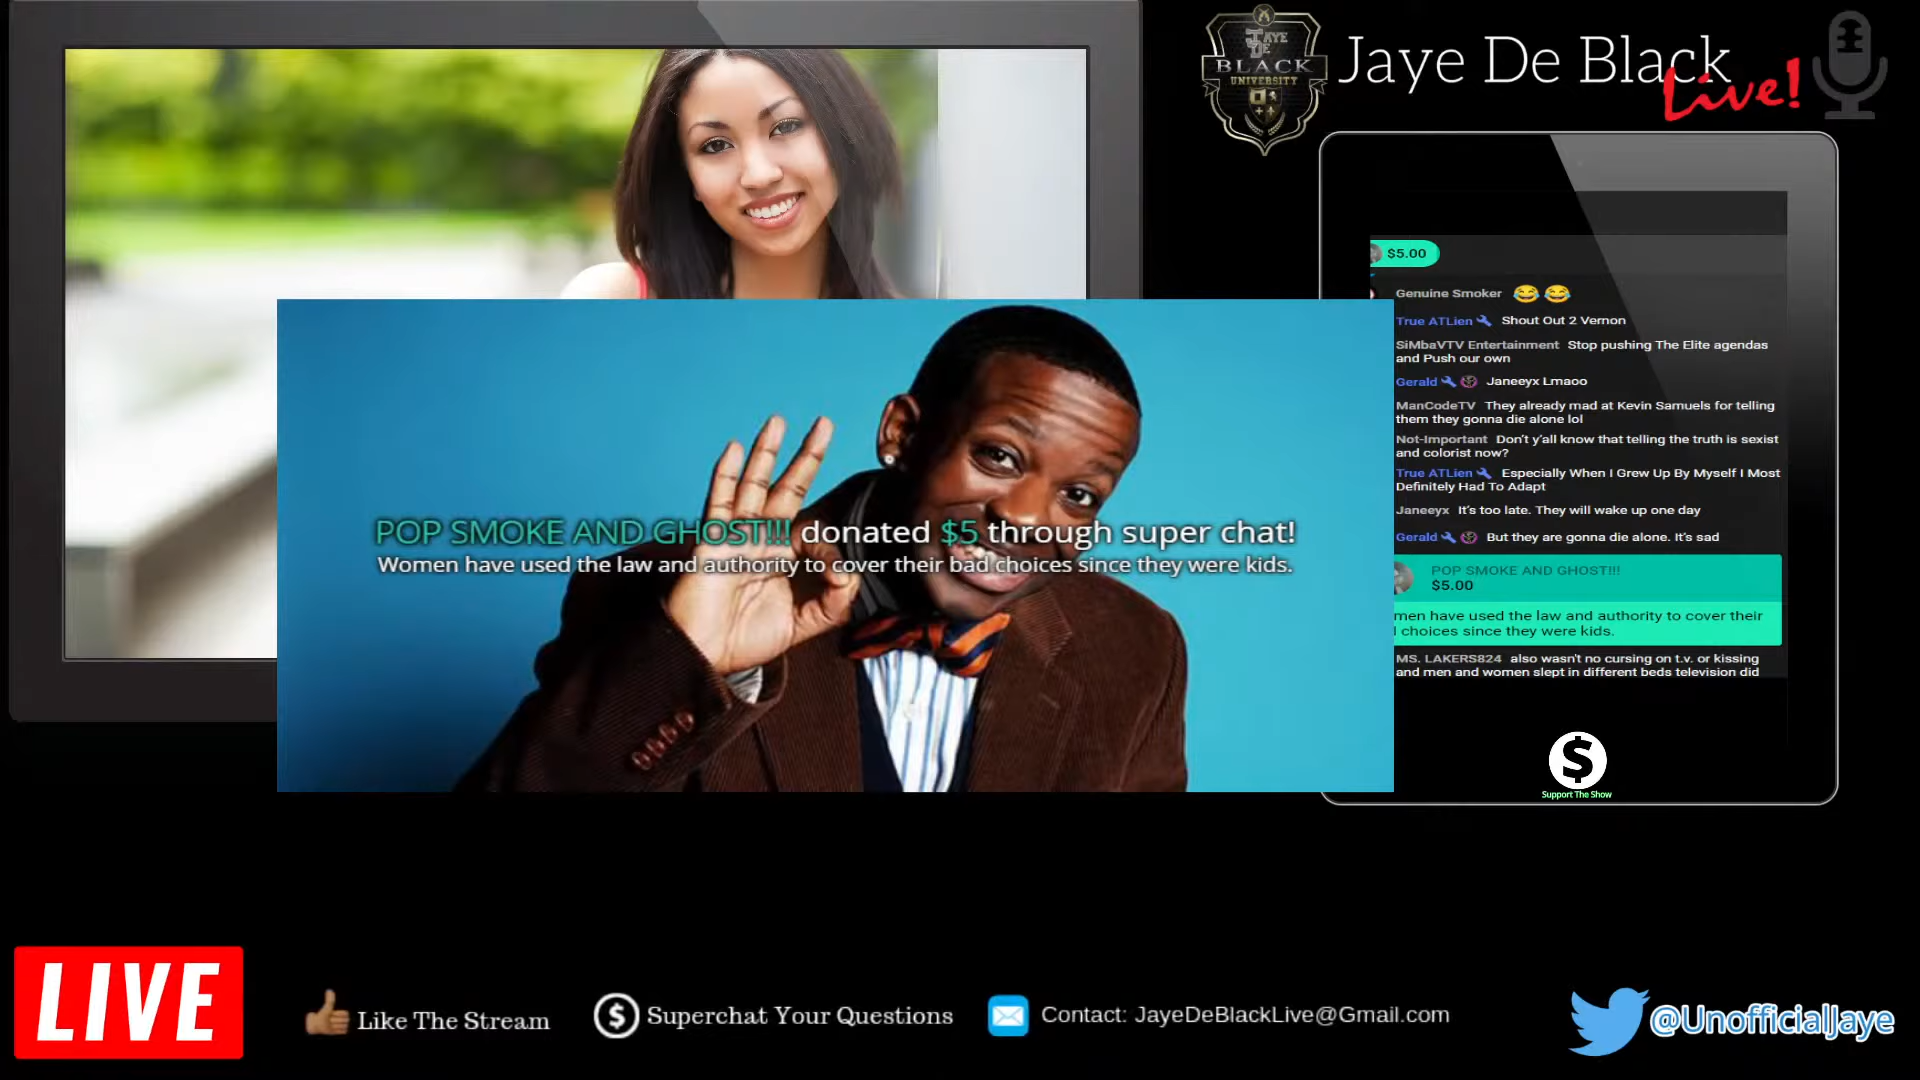 JAYE
DE
BLACK
UNIVERSITY
Jaye De Black
Live!
$5.00
Genuine Smoker 😂😂
True ATLien Shout Out 2 Vernon
SiMbaVTV Entertainment Stop pushing The Elite agendas
and Push our own
Gerald Janeeyx Lmaoo
ManCodeTV They already mad at Kevin Samuels for telling
them they gonna die alone lol
Not-Important Don't y'all know that telling the truth is sexist
and colorist now?
True ATLien Especially When I Grew Up By Myself I Most
Definitely Had To Adapt
Janeeyx It's too late. They will wake up one day
Gerald But they are gonna die alone. It's sad
POP SMOKE AND GHOST!!!
$5.00
men have used the law and authority to cover their
choices since they were kids.
MS. LAKERS824 also wasn't no cursing on t.v. or kissing
and men and women slept in different beds television did
$
Support The Show
POP SMOKE AND GHOST!!! donated $5 through super chat!
Women have used the law and authority to cover their bad choices since they were kids.
LIVE
Like The Stream
$ Superchat Your Questions
Contact: JayeDeBlackLive@Gmail.com
@UnofficialJaye